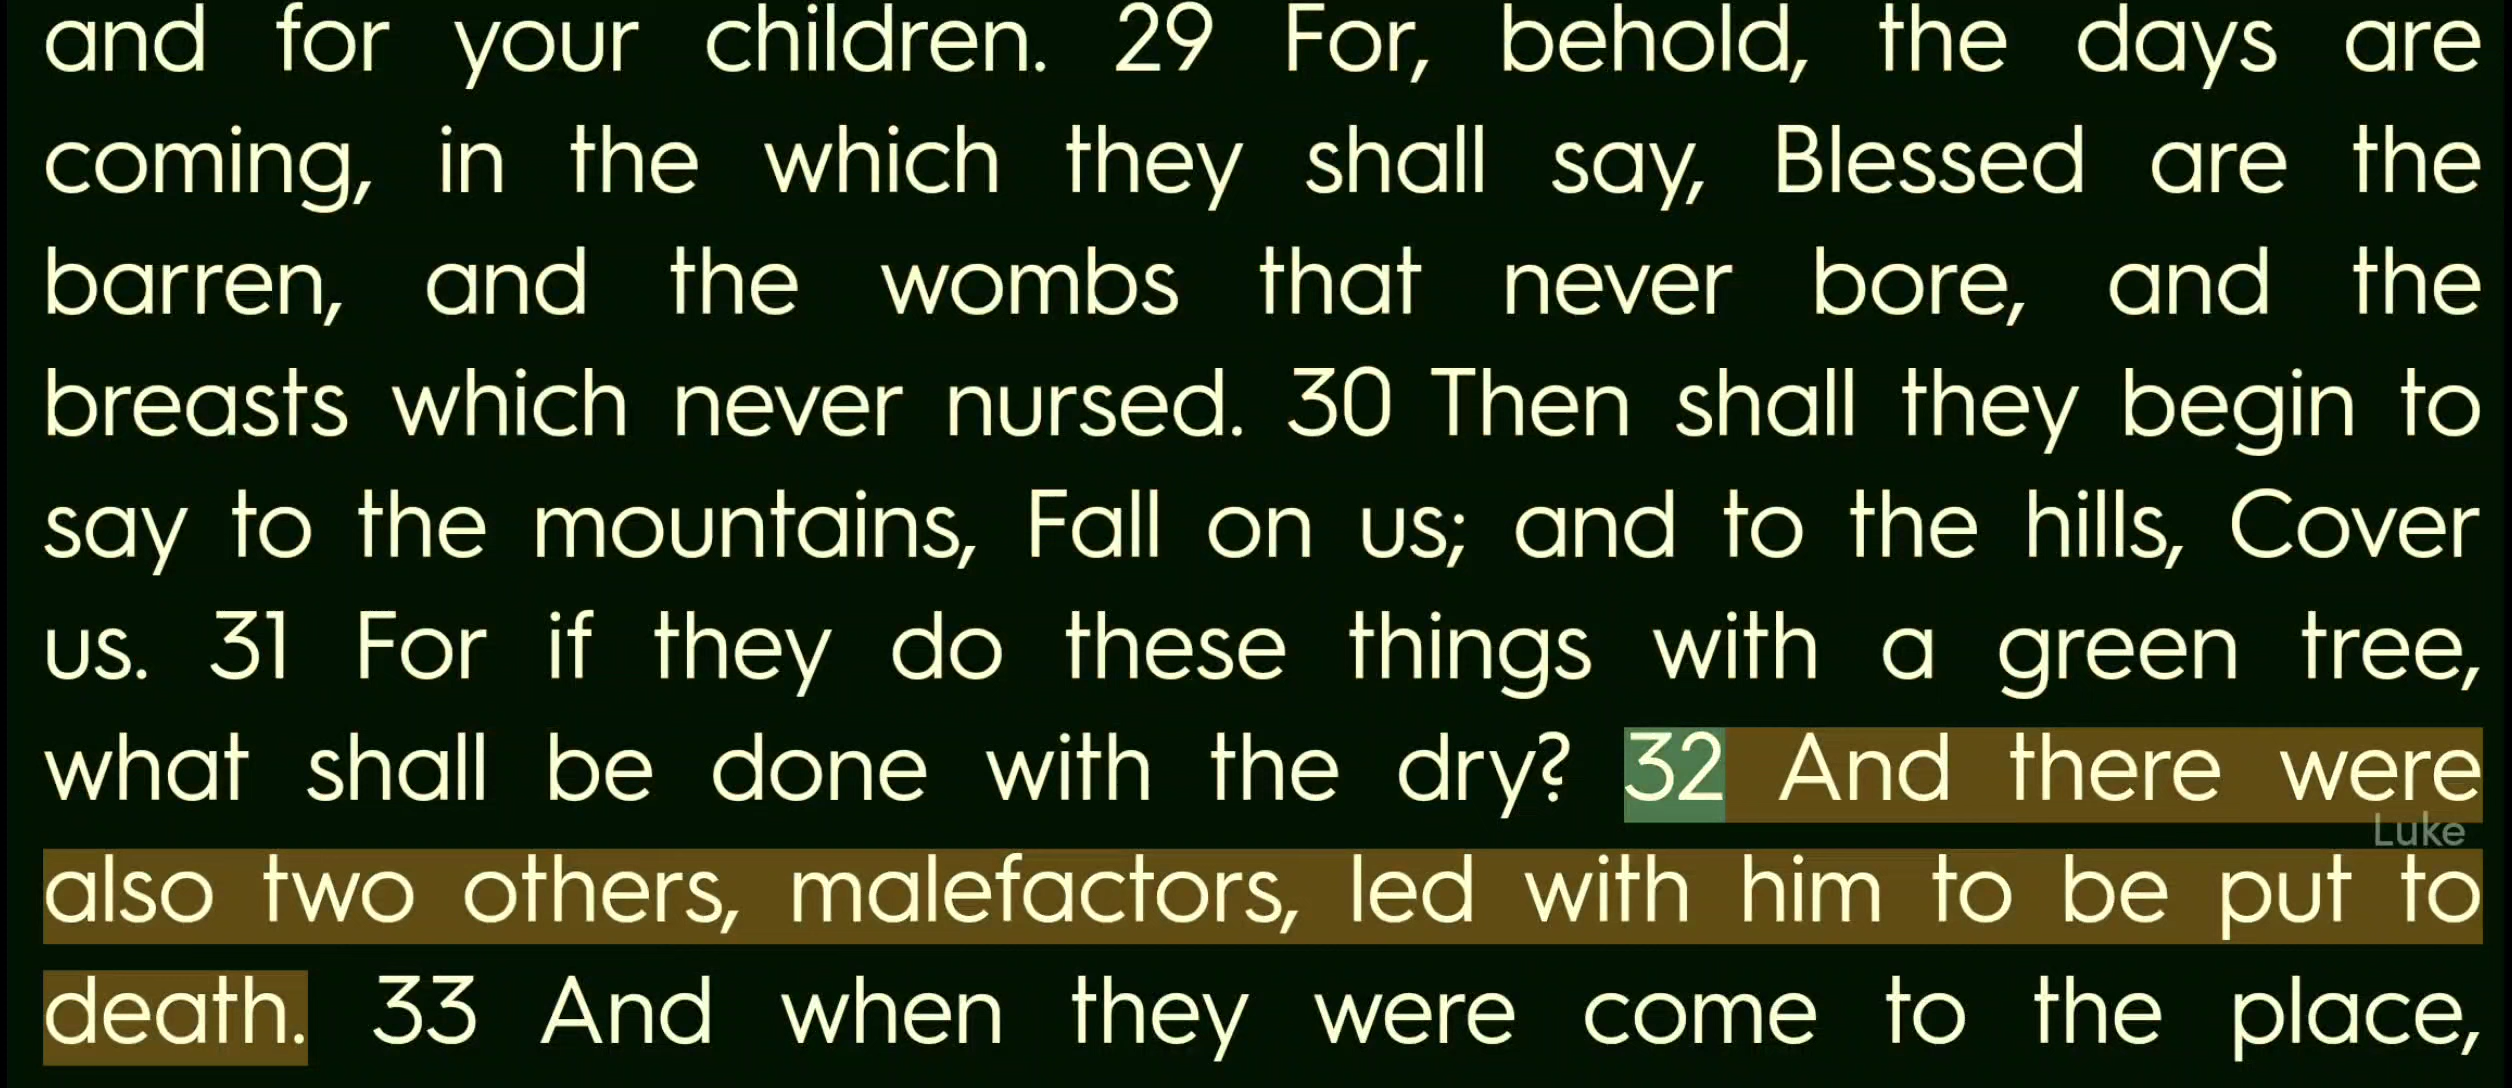 and for your children. 29 For, behold, the days are
coming, in the which they shall say, Blessed are the
barren, and the wombs that never bore, and the
breasts which never nursed. 30 Then shall they begin to
say to the mountains, Fall on us; and to the hills, Cover
us. 31 For if they do these things with a green tree,
what shall be done with the dry? 32 And there were
Luke
also two others, malefactors, led with him to be put to
death. 33 And when they were come to the place,